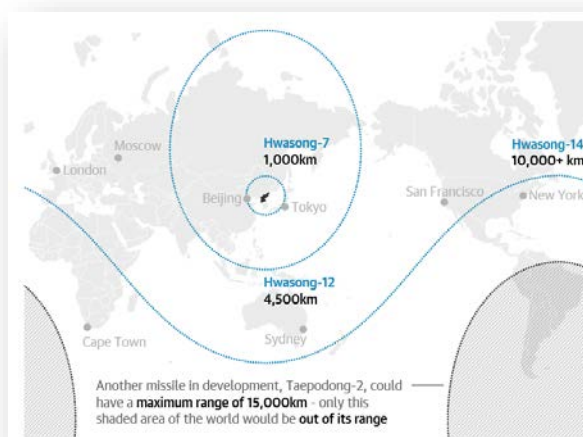 Moscow
London
Hwasong-7
1,000km
Hwasong-14
10,000+ km
Beijing
Tokyo
San Francisco
New York
Hwasong-12
4,500km
Cape Town
Sydney
Another missile in development, Taepodong-2, could
have a maximum range of 15,000km - only this
shaded area of the world would be out of its range